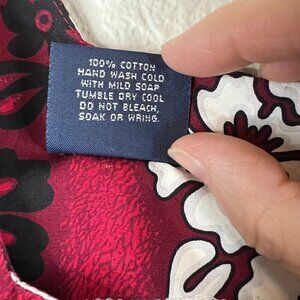 100% COTTON
HAND WASH COLD
WITH MILD SOAP
TUMBLE DRY COOL
DO NOT BLEACH,
SOAK OR WRING.